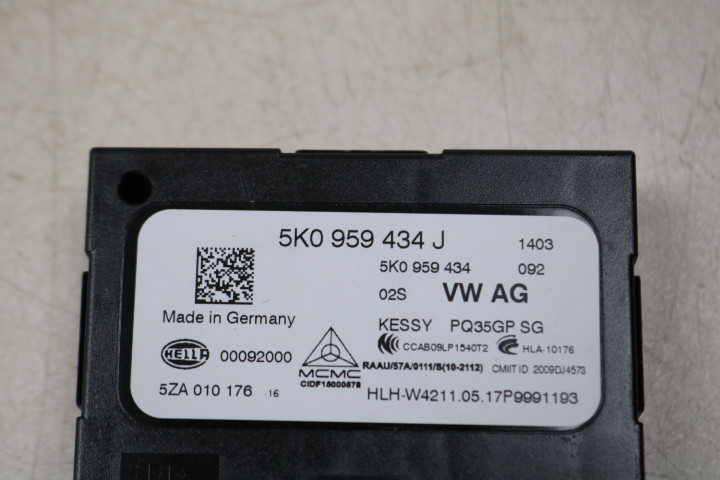 5K0 959 434 J
1403
5K0 959 434
092
02S VW AG
Made in Germany
KESSY PQ35GP SG
CCAB09LP1540T2
HLA-10176
HELLA 00092000
MCMC
CIDF15000578
RAAU/57A/0111/S(10-2112)
CMIIT ID 2009DJ4573
5ZA 010 176 16
HLH-W4211.05.17P9991193